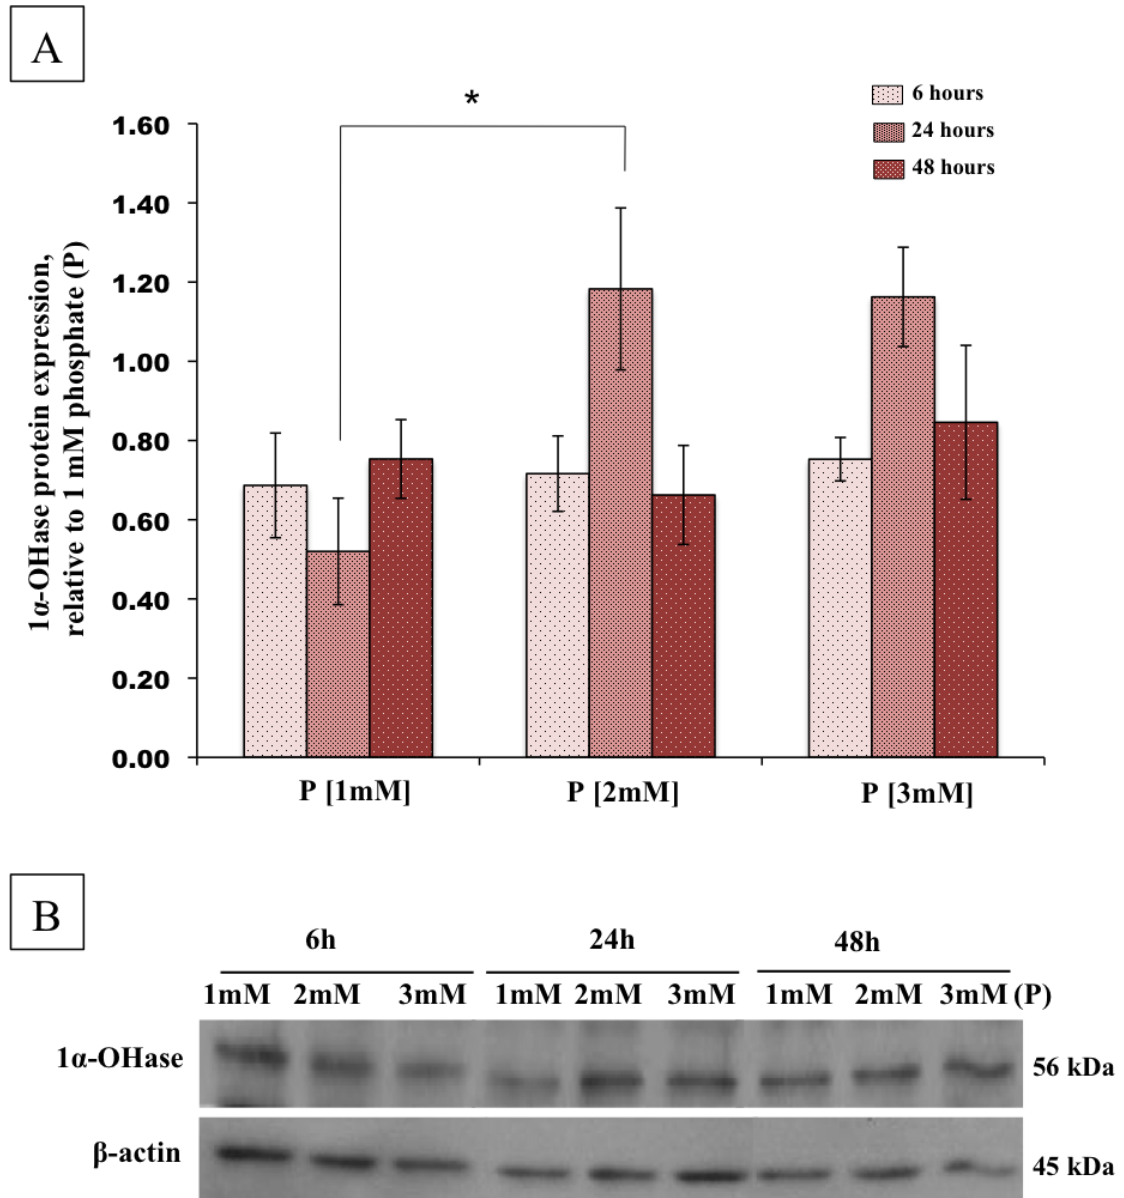 A
*
6 hours
24 hours
48 hours
1α-OHase protein expression,
relative to 1 mM phosphate (P)
1.60
1.40
1.20
1.00
0.80
0.60
0.40
0.20
0.00
P [1mM] P [2mM] P [3mM]
B
6h 24h 48h
1mM 2mM 3mM 1mM 2mM 3mM 1mM 2mM 3mM (P)
1α-OHase 56 kDa
β-actin 45 kDa